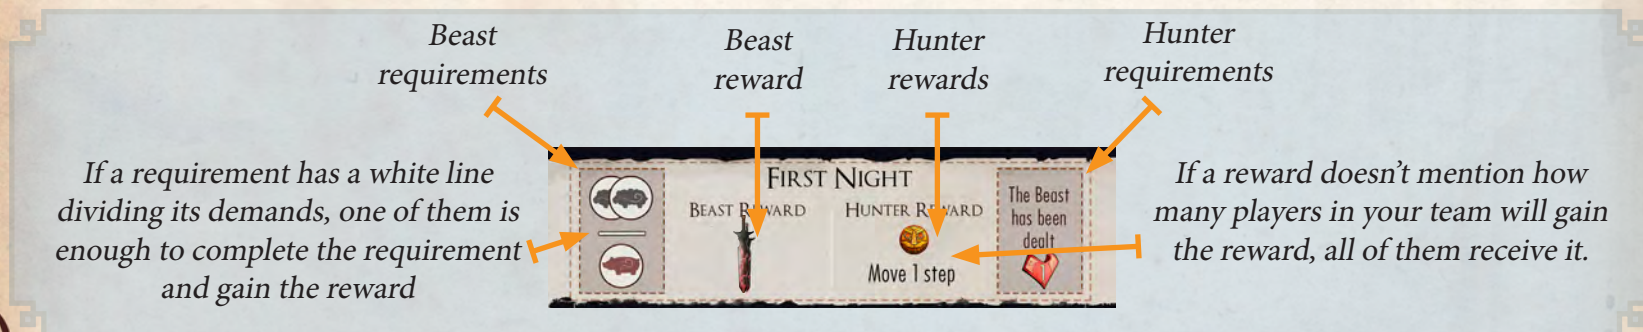 Beast
requirements
Beast
reward
Hunter
rewards
Hunter
requirements
If a requirement has a white line
dividing its demands, one of them is
enough to complete the requirement
and gain the reward
First Night
Beast Reward
Hunter Reward
Move 1 step
The Beast
has been
dealt
If a reward doesn't mention how
many players in your team will gain
the reward, all of them receive it.